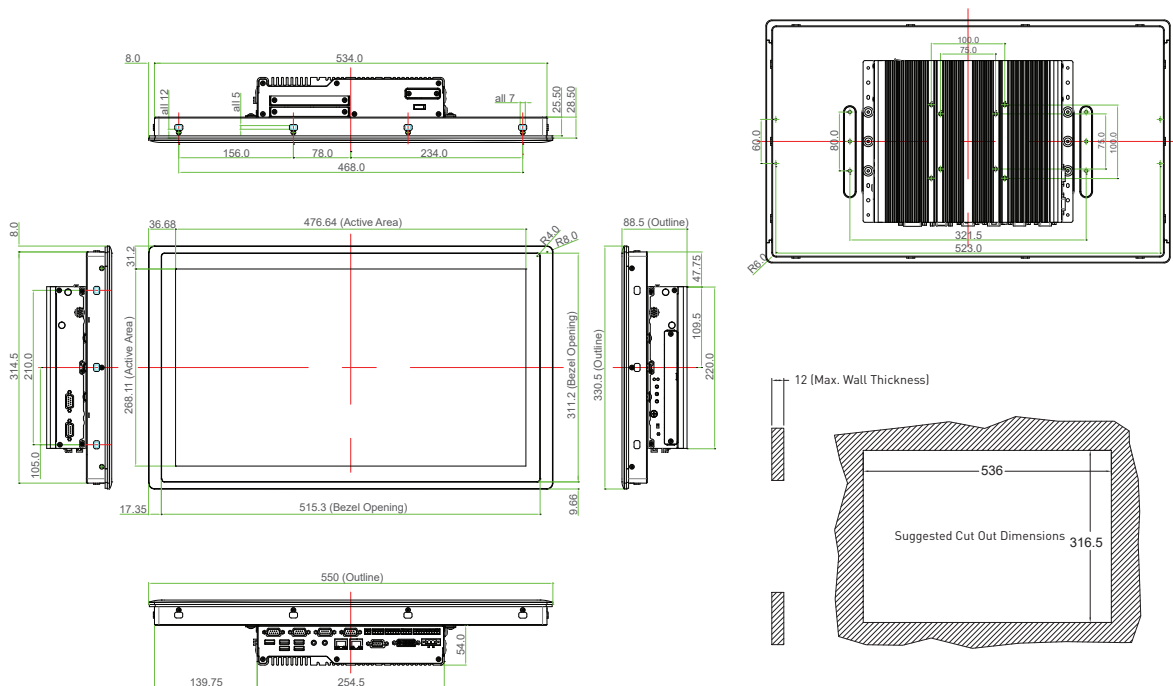 8.0
534.0
all 12
all 5
all 7
25.50
28.50
156.0
78.0
234.0
468.0
100.0
75.0
60.0
80.0
75.0
100.0
321.5
523.0
R6.0
8.0
314.5
210.0
105.0
36.68
476.64 (Active Area)
R4.0
R8.0
31.2
268.11 (Active Area)
311.2 (Bezel Opening)
17.35
515.3 (Bezel Opening)
9.66
88.5 (Outline)
330.5 (Outline)
47.75
109.5
220.0
12 (Max. Wall Thickness)
536
Suggested Cut Out Dimensions
316.5
550 (Outline)
54.0
139.75
254.5